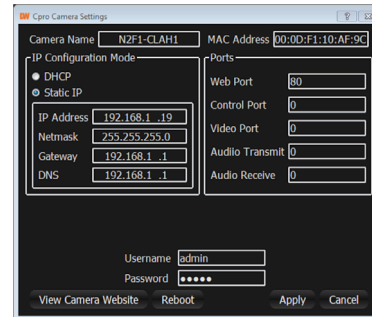 Cpro Camera Settings
Camera Name N2F1-CLAH1 MAC Address 00:0D:F1:10:AF:9C
IP Configuration Mode
DHCP
Static IP
IP Address 192.168.1 .19
Netmask 255.255.255.0
Gateway 192.168.1 .1
DNS 192.168.1 .1
Ports
Web Port 80
Control Port 0
Video Port 0
Audiio Transmit 0
Audio Receive 0
Username admin
Password •••••
View Camera Website Reboot Apply Cancel